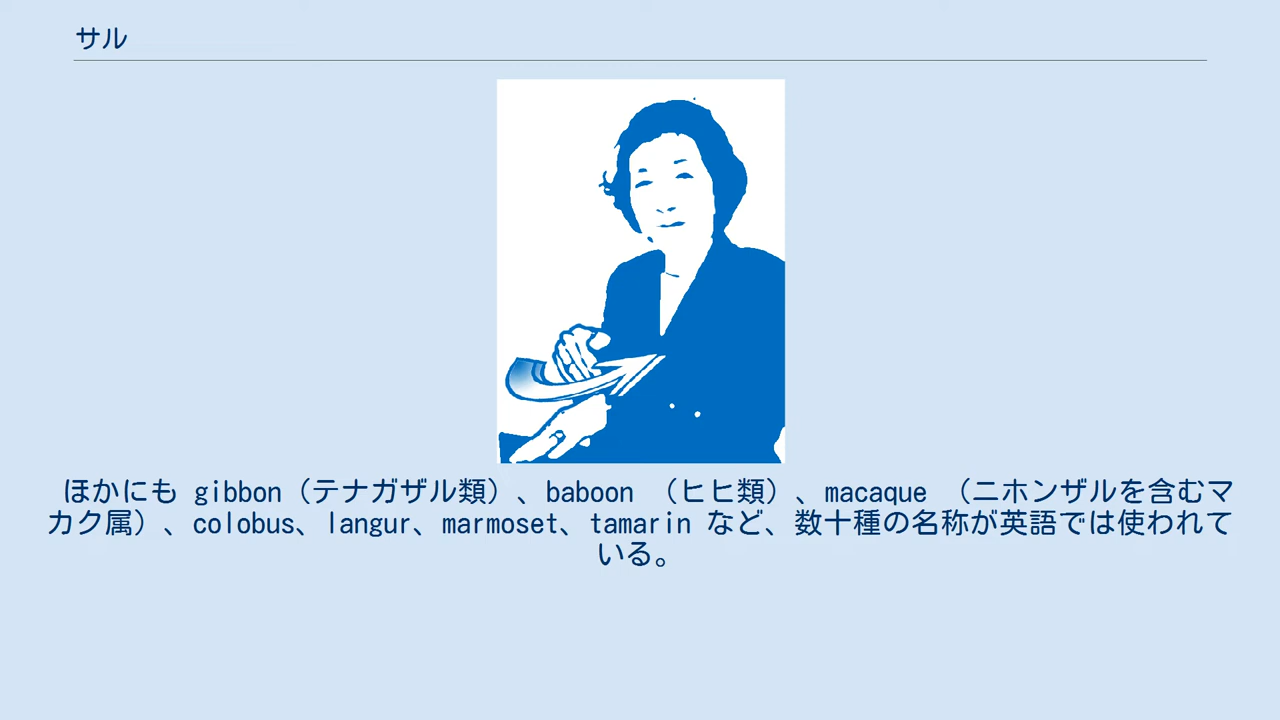 サル
ほかにも gibbon（テナガザル類）、baboon （ヒヒ類）、macaque （ニホンザルを含むマ
カク属）、colobus、langur、marmoset、tamarin など、数十種の名称が英語では使われて
いる。